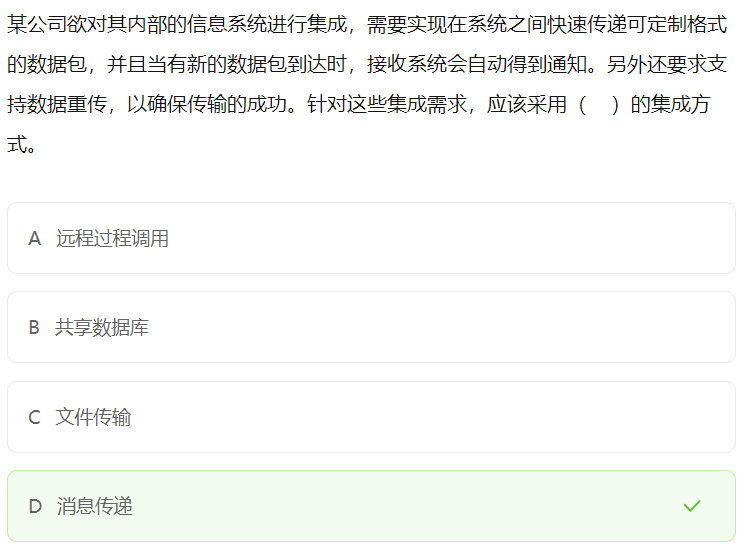 某公司欲对其内部的信息系统进行集成，需要实现在系统之间快速传递可定制格式
的数据包，并且当有新的数据包到达时，接收系统会自动得到通知。另外还要求支
持数据重传，以确保传输的成功。针对这些集成需求，应该采用（　）的集成方
式。
A 远程过程调用
B 共享数据库
C 文件传输
D 消息传递